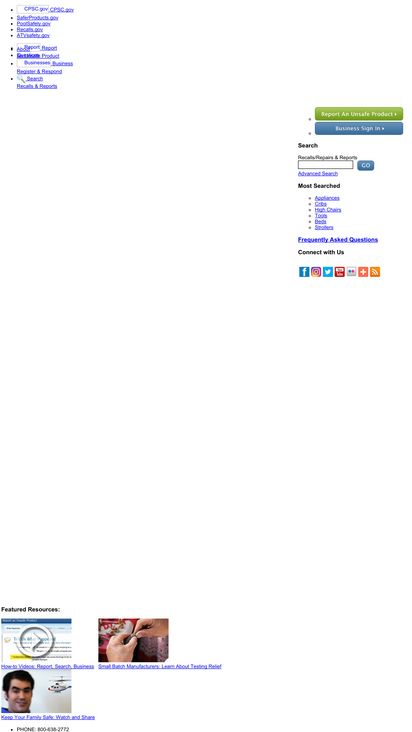 CPSC.gov CPSC.gov
SaferProducts.gov
PoolSafely.gov
Recalls.gov
ATVsafety.gov
About
Report Report
Unsafe Product
Businesses Business
Register & Respond
Search
Recalls & Reports
Report An Unsafe Product
Business Sign In
Search
Recalls/Repairs & Reports
GO
Advanced Search
Most Searched
Appliances
Cribs
High Chairs
Tools
Beds
Strollers
Frequently Asked Questions
Connect with Us
Featured Resources:
How-to Videos: Report, Search, Business
Small Batch Manufacturers: Learn About Testing Relief
Keep Your Family Safe: Watch and Share
PHONE: 800-638-2772